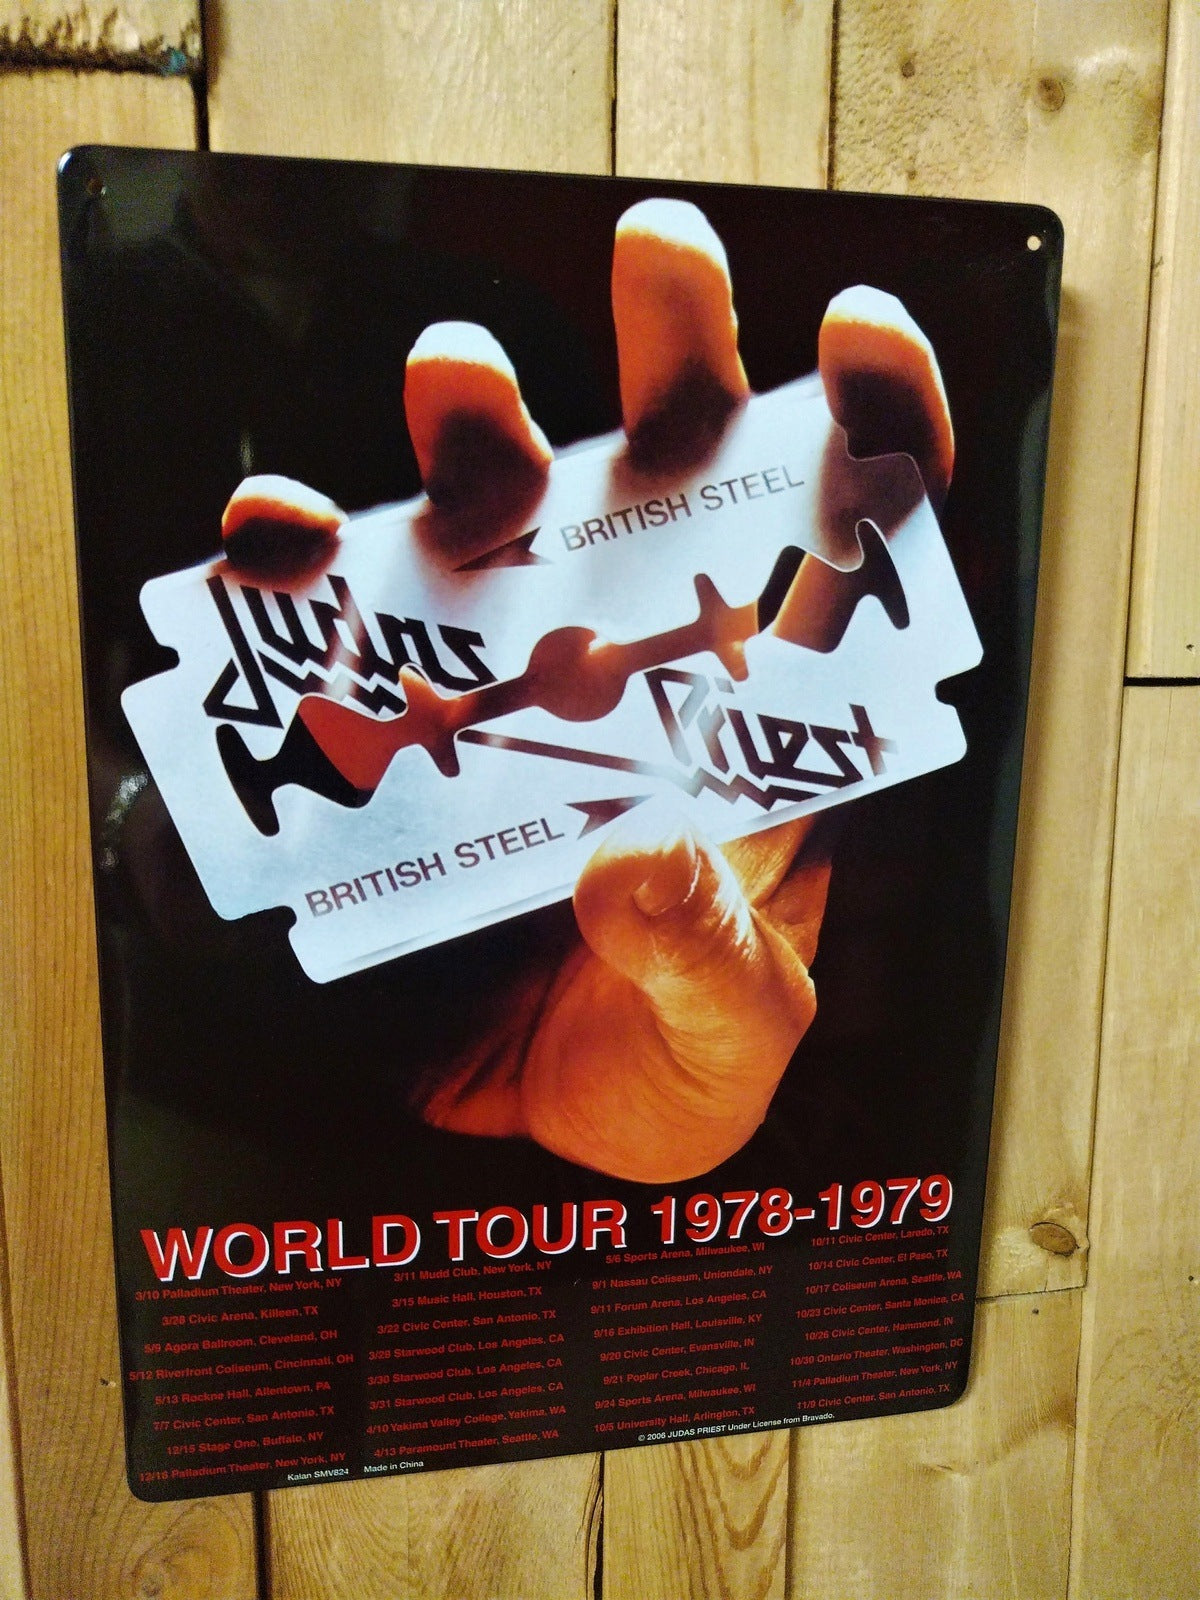 BRITISH STEEL
Judas
Priest
BRITISH STEEL
WORLD TOUR 1978-1979
3/10 Palladium Theater, New York, NY
3/28 Civic Arena, Killeen, TX
5/9 Agora Ballroom, Cleveland, OH
5/12 Riverfront Coliseum, Cincinnati, OH
5/13 Rockne Hall, Allentown, PA
7/7 Civic Center, San Antonio, TX
12/15 Stage One, Buffalo, NY
12/16 Palladium Theater, New York, NY
3/11 Mudd Club, New York, NY
3/15 Music Hall, Houston, TX
3/22 Civic Center, San Antonio, TX
3/28 Starwood Club, Los Angeles, CA
3/30 Starwood Club, Los Angeles, CA
3/31 Starwood Club, Los Angeles, CA
4/10 Yakima Valley College, Yakima, WA
4/13 Paramount Theater, Seattle, WA
5/6 Sports Arena, Milwaukee, WI
9/1 Nassau Coliseum, Uniondale, NY
9/11 Forum Arena, Los Angeles, CA
9/16 Exhibition Hall, Louisville, KY
9/20 Civic Center, Evansville, IN
9/21 Poplar Creek, Chicago, IL
9/24 Sports Arena, Milwaukee, WI
10/5 University Hall, Arlington, TX
10/11 Civic Center, Laredo, TX
10/14 Civic Center, El Paso, TX
10/17 Coliseum Arena, Seattle, WA
10/23 Civic Center, Santa Monica, CA
10/26 Civic Center, Hammond, IN
10/30 Ontario Theater, Washington, DC
11/4 Palladium Theater, New York, NY
11/9 Civic Center, San Antonio, TX
Kalan SMV824 Made in China
© 2006 JUDAS PRIEST Under License from Bravado.